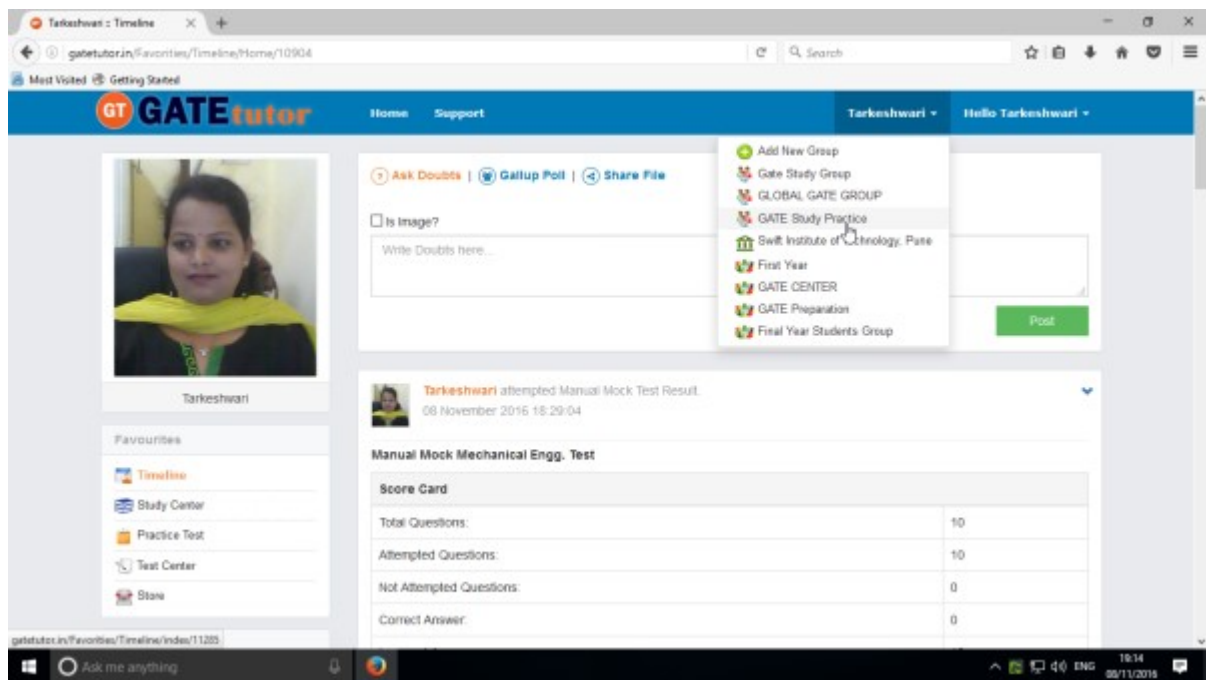 Tarkeshwari :: Timeline
gatetutor.in/Favorities/Timeline/Home/10904
Search
Most Visited Getting Started
GT GATEtutor Home Support Tarkeshwari Hello Tarkeshwari
Add New Group
Gate Study Group
GLOBAL GATE GROUP
GATE Study Practice
Swift Institute of Technology, Pune
First Year
GATE CENTER
GATE Preparation
Final Year Students Group
? Ask Doubts | Gallup Poll | Share File
Is Image?
Write Doubts here...
Post
Tarkeshwari
Favourites
Timeline
Study Center
Practice Test
Test Center
Store
Tarkeshwari attempted Manual Mock Test Result.
08 November 2016 18:29:04
Manual Mock Mechanical Engg. Test
Score Card
Total Questions: 10
Attempted Questions: 10
Not Attempted Questions: 0
Correct Answer: 0
gatetutor.in/Favorities/Timeline/index/11285
Ask me anything
ENG
19:14
08/11/2016